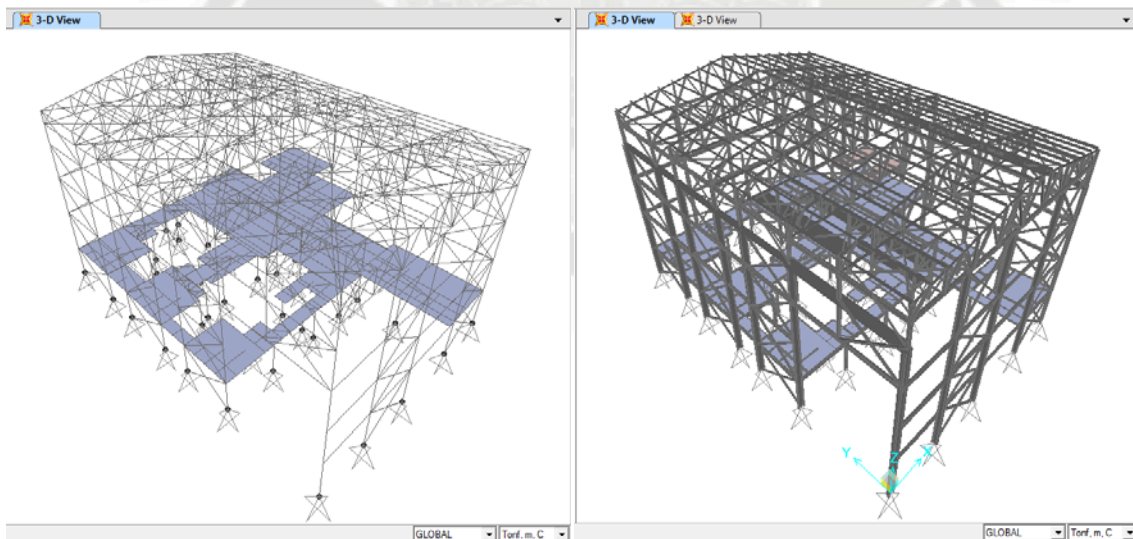 3-D View
3-D View
3-D View
Y
Z
X
GLOBAL
Tonf, m, C
GLOBAL
Tonf, m, C